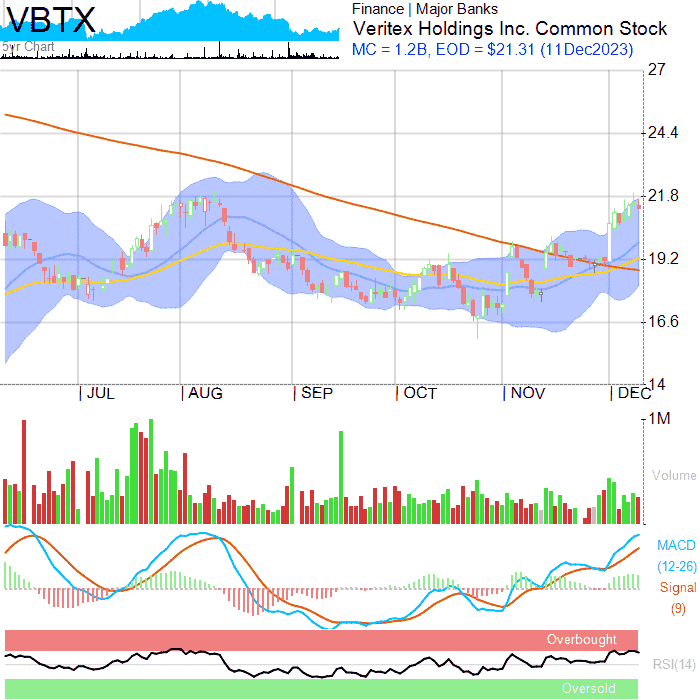 VBTX
5yr Chart
Finance | Major Banks
Veritex Holdings Inc. Common Stock
MC = 1.2B, EOD = $21.31 (11Dec2023)
27
24.4
21.8
19.2
16.6
14
JUL AUG SEP OCT NOV DEC
1M
Volume
MACD
(12-26)
Signal
(9)
Overbought
RSI(14)
Oversold